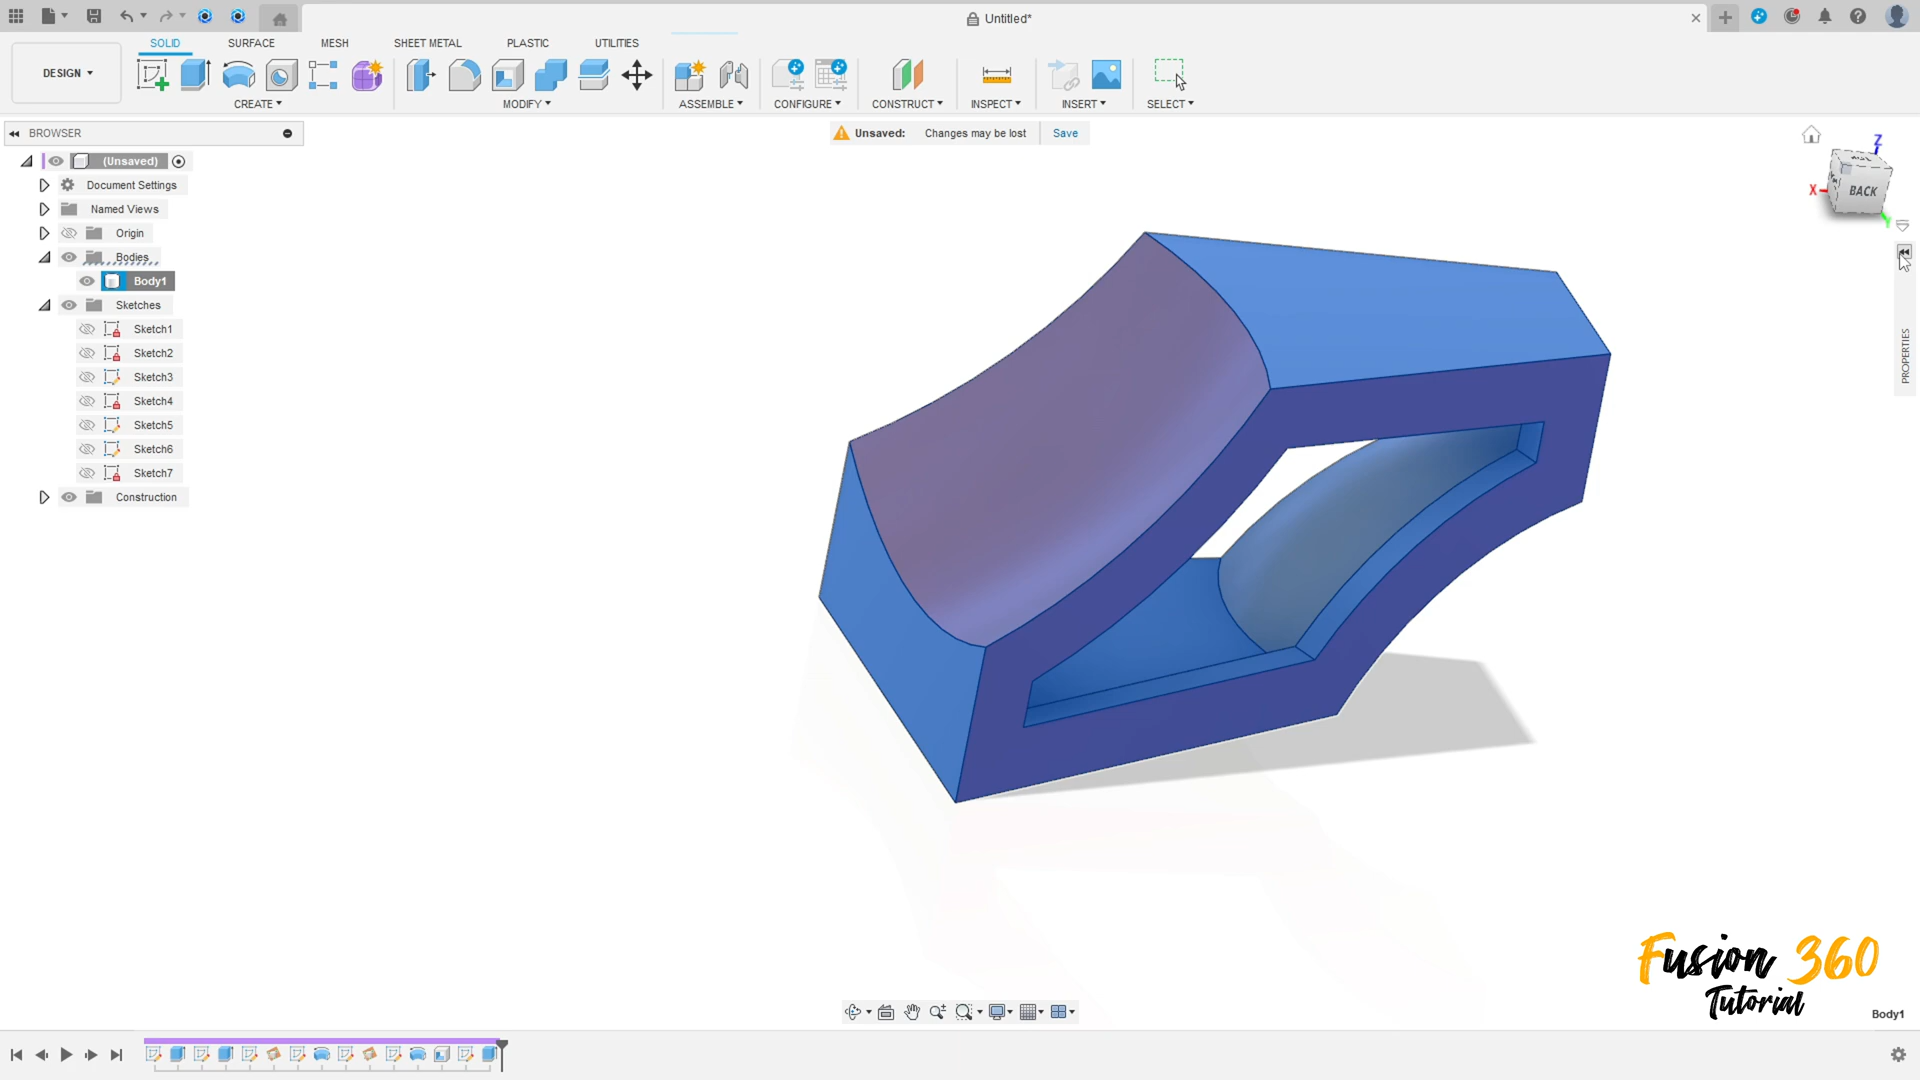 Untitled*
SOLID SURFACE MESH SHEET METAL PLASTIC UTILITIES
DESIGN
CREATE MODIFY ASSEMBLE CONFIGURE CONSTRUCT INSPECT INSERT SELECT
BROWSER
Unsaved: Changes may be lost Save
(Unsaved)
Document Settings
Named Views
Origin
Bodies
Body1
Sketches
Sketch1
Sketch2
Sketch3
Sketch4
Sketch5
Sketch6
Sketch7
Construction
Z
X
BACK
PROPERTIES
Fusion 360
Tutorial
Body1